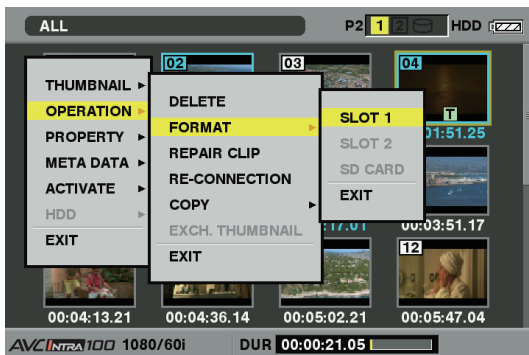 ALL
P2 1 2 HDD
02 03 04
THUMBNAIL
OPERATION
PROPERTY
META DATA
ACTIVATE
HDD
EXIT
DELETE
FORMAT
REPAIR CLIP
RE-CONNECTION
COPY
EXCH. THUMBNAIL
EXIT
SLOT 1
SLOT 2
SD CARD
EXIT
T
01:51.25
:17.01 00:03:51.17
12
00:04:13.21 00:04:36.14 00:05:02.21 00:05:47.04
AVC INTRA 100 1080/60i DUR 00:00:21.05